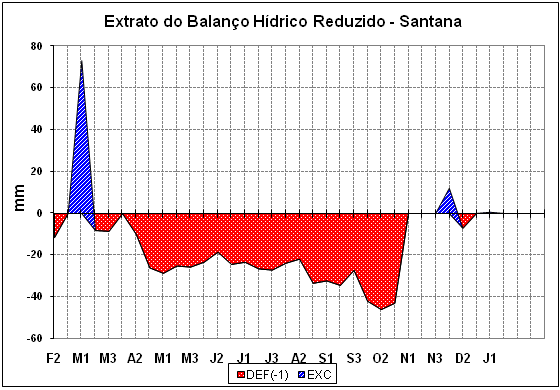 Extrato do Balanço Hídrico Reduzido - Santana
80
60
40
20
0
-20
-40
-60
mm
F2 M1 M3 A2 M1 M3 J2 J1 J3 A2 S1 S3 O2 N1 N3 D2 J1
DEF(-1) EXC